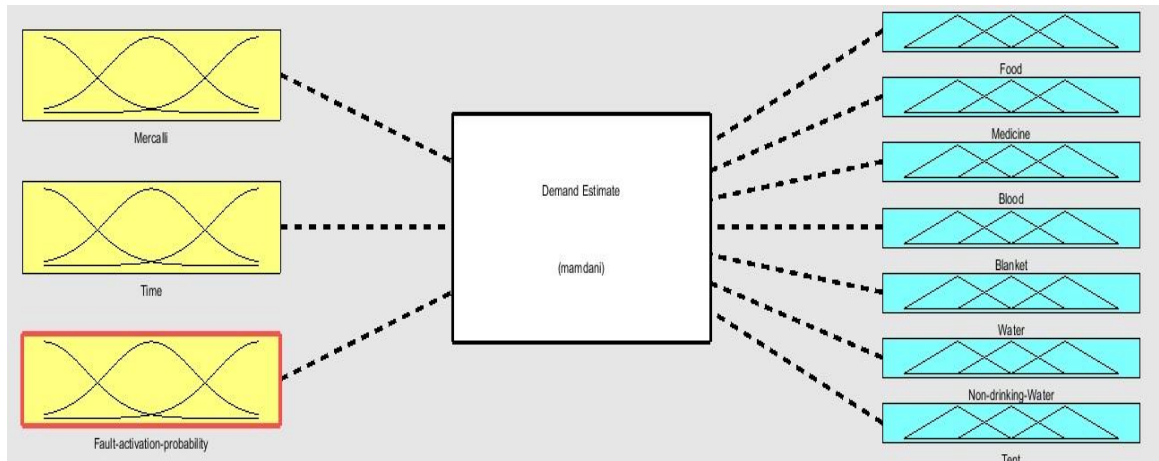 Mercalli
Time
Fault-activation-probability
Demand Estimate
(mamdani)
Food
Medicine
Blood
Blanket
Water
Non-drinking-Water
Tent